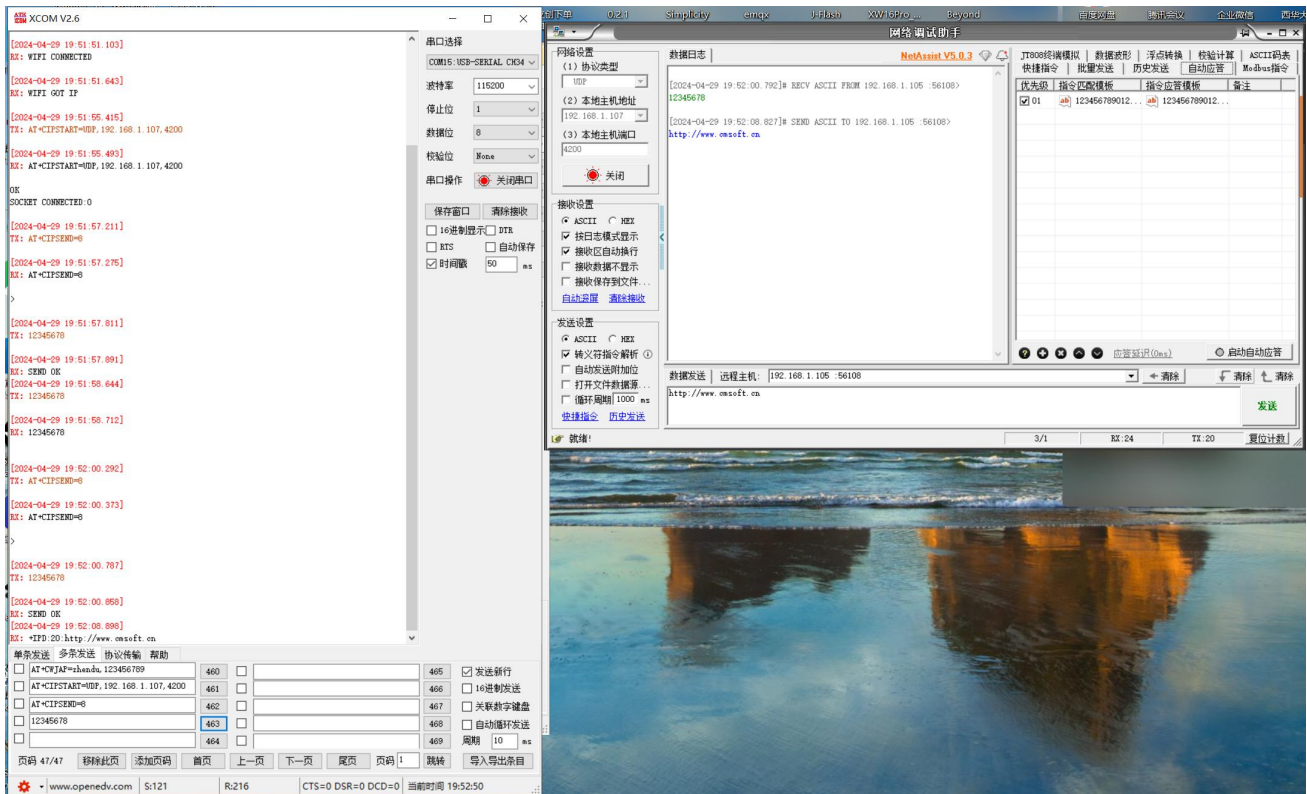 XCOM V2.6
[2024-04-29 19:51:51.103]
RX: WIFI CONNECTED
[2024-04-29 19:51:51.643]
RX: WIFI GOT IP
[2024-04-29 19:51:55.415]
TX: AT+CIPSTART=UDP,192.168.1.107,4200
[2024-04-29 19:51:55.493]
RX: AT+CIPSTART=UDP,192.168.1.107,4200
OK
SOCKET CONNECTED:0
[2024-04-29 19:51:57.211]
TX: AT+CIPSEND=8
[2024-04-29 19:51:57.275]
RX: AT+CIPSEND=8
>
[2024-04-29 19:51:57.811]
TX: 12345678
[2024-04-29 19:51:57.891]
RX: SEND OK
[2024-04-29 19:51:58.644]
TX: 12345678
[2024-04-29 19:51:58.712]
RX: 12345678
[2024-04-29 19:52:00.292]
TX: AT+CIPSEND=8
[2024-04-29 19:52:00.373]
RX: AT+CIPSEND=8
>
[2024-04-29 19:52:00.787]
TX: 12345678
[2024-04-29 19:52:00.858]
RX: SEND OK
[2024-04-29 19:52:08.898]
RX: +IPD:20:http://www.cmsoft.cn
串口选择
COM15:USB-SERIAL CH34
波特率 115200
停止位 1
数据位 8
校验位 None
串口操作 关闭串口
保存窗口 清除接收
16进制显示 DTR
RTS 自动保存
时间戳 50 ms
单条发送 多条发送 协议传输 帮助
AT+CWJAP=zhendu,123456789 460 465 发送新行
AT+CIPSTART=UDP,192.168.1.107,4200 461 466 16进制发送
AT+CIPSEND=8 462 467 关联数字键盘
12345678 463 468 自动循环发送
464 469 周期 10 ms
页码 47/47 移除此页 添加页码 首页 上一页 下一页 尾页 页码 1 跳转 导入导出条目
www.openedv.com S:121 R:216 CTS=0 DSR=0 DCD=0 当前时间 19:52:50
创下单 0.2.1 Simplicity emqx J-Flash XW16Pro_... Beyond 百度网盘 腾讯会议 企业微信
网络调试助手
网络设置
(1) 协议类型
UDP
(2) 本地主机地址
192.168.1.107
(3) 本地主机端口
4200
关闭
接收设置
ASCII HEX
按日志模式显示
接收区自动换行
接收数据不显示
接收保存到文件...
自动滚屏 清除接收
发送设置
ASCII HEX
转义符指令解析
自动发送附加位
打开文件数据源...
循环周期 1000 ms
快捷指令 历史发送
就绪!
数据日志 NetAssist V5.0.3
[2024-04-29 19:52:00.792]# RECV ASCII FROM 192.168.1.105 :56108>
12345678
[2024-04-29 19:52:08.827]# SEND ASCII TO 192.168.1.105 :56108>
http://www.cmsoft.cn
数据发送 远程主机: 192.168.1.105 :56108 清除 清除 清除
http://www.cmsoft.cn
发送
3/1 RX:24 TX:20 复位计数
JT808终端模拟 数据波形 浮点转换 校验计算 ASCII码表
快捷指令 批量发送 历史发送 自动应答 Modbus指令
优先级 指令匹配模板 指令应答模板 备注
01 ab 123456789012... ab 123456789012...
应答延迟(0ms) 启动自动应答